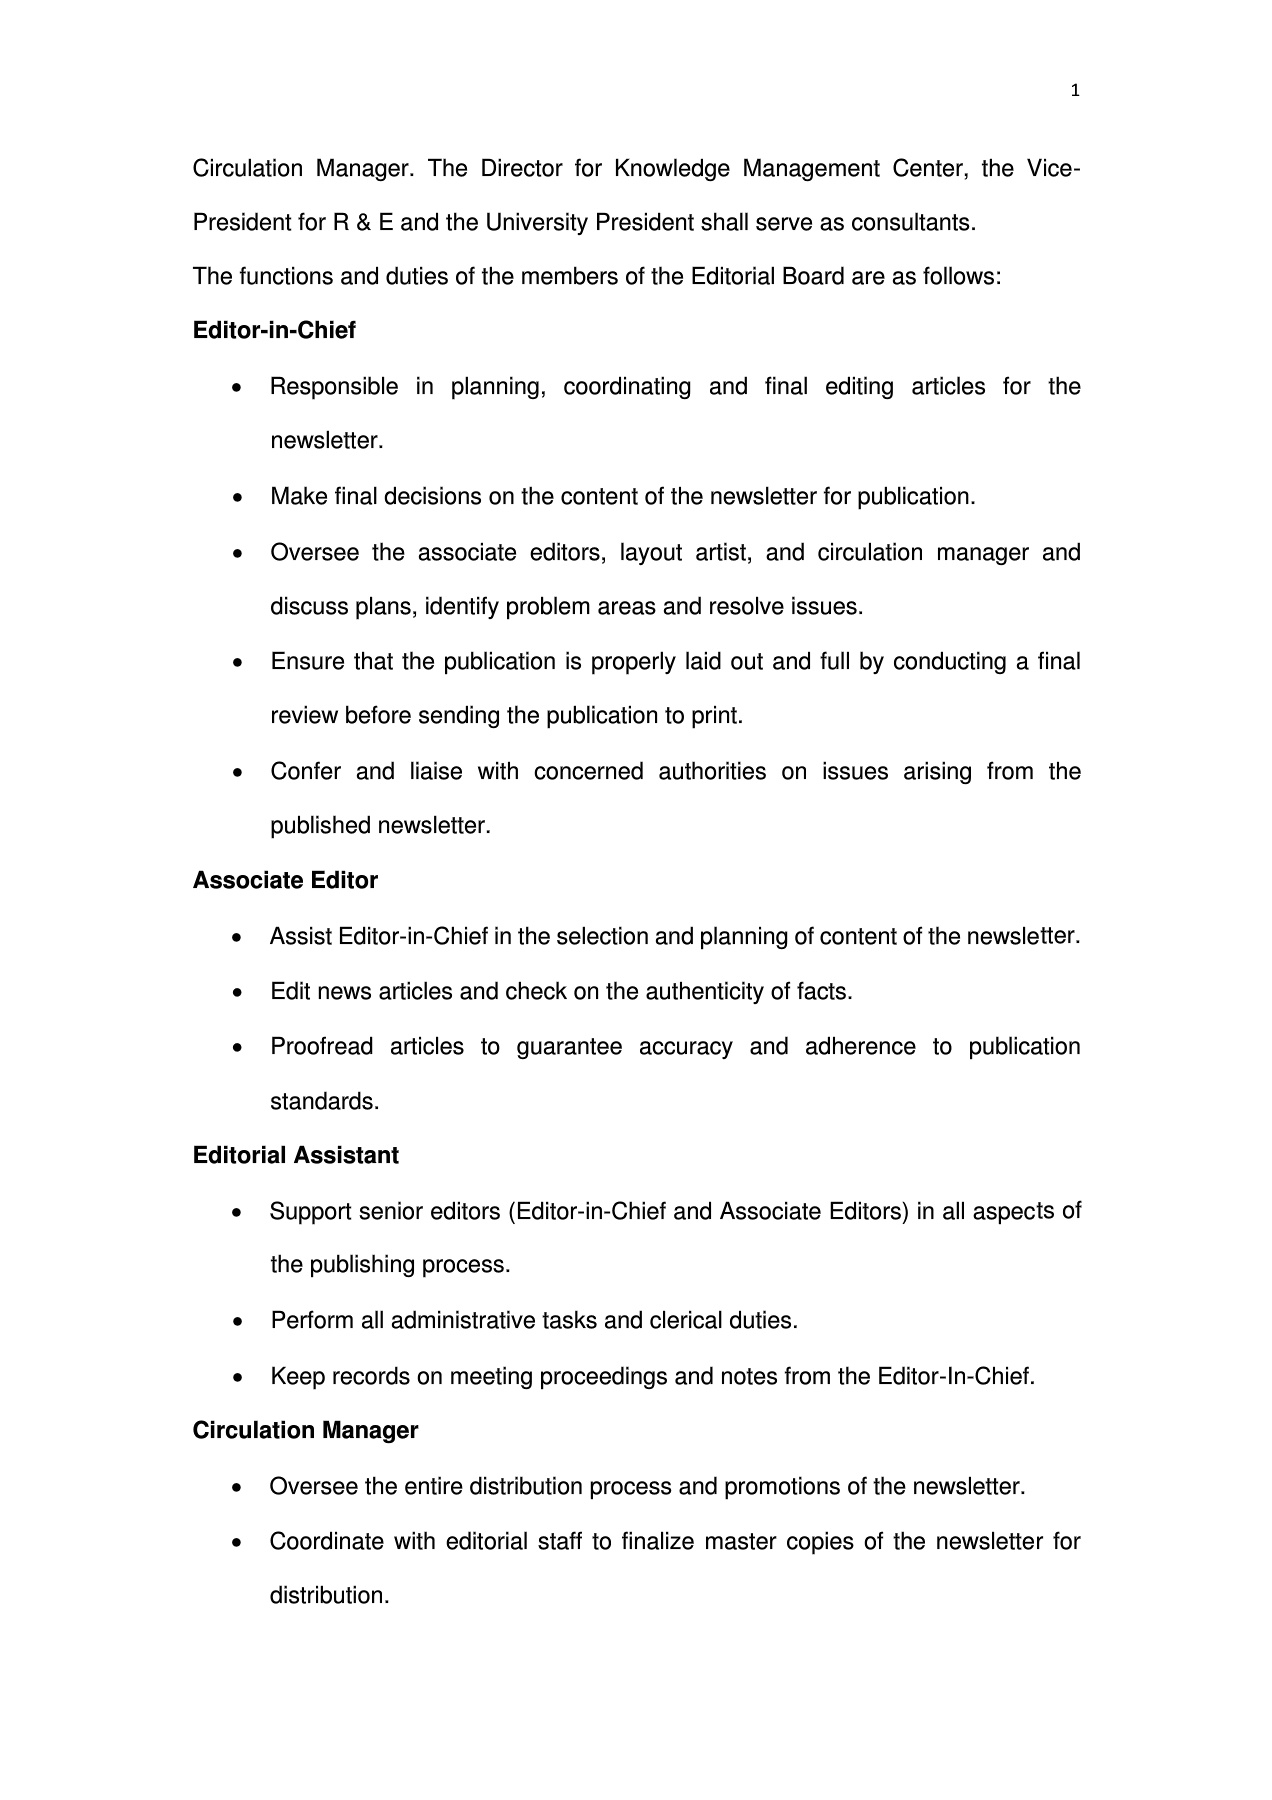 1
Circulation Manager. The Director for Knowledge Management Center, the Vice-
President for R & E and the University President shall serve as consultants.
The functions and duties of the members of the Editorial Board are as follows:
Editor-in-Chief
• Responsible in planning, coordinating and final editing articles for the
newsletter.
• Make final decisions on the content of the newsletter for publication.
• Oversee the associate editors, layout artist, and circulation manager and
discuss plans, identify problem areas and resolve issues.
• Ensure that the publication is properly laid out and full by conducting a final
review before sending the publication to print.
• Confer and liaise with concerned authorities on issues arising from the
published newsletter.
Associate Editor
• Assist Editor-in-Chief in the selection and planning of content of the newsletter.
• Edit news articles and check on the authenticity of facts.
• Proofread articles to guarantee accuracy and adherence to publication
standards.
Editorial Assistant
• Support senior editors (Editor-in-Chief and Associate Editors) in all aspects of
the publishing process.
• Perform all administrative tasks and clerical duties.
• Keep records on meeting proceedings and notes from the Editor-In-Chief.
Circulation Manager
• Oversee the entire distribution process and promotions of the newsletter.
• Coordinate with editorial staff to finalize master copies of the newsletter for
distribution.